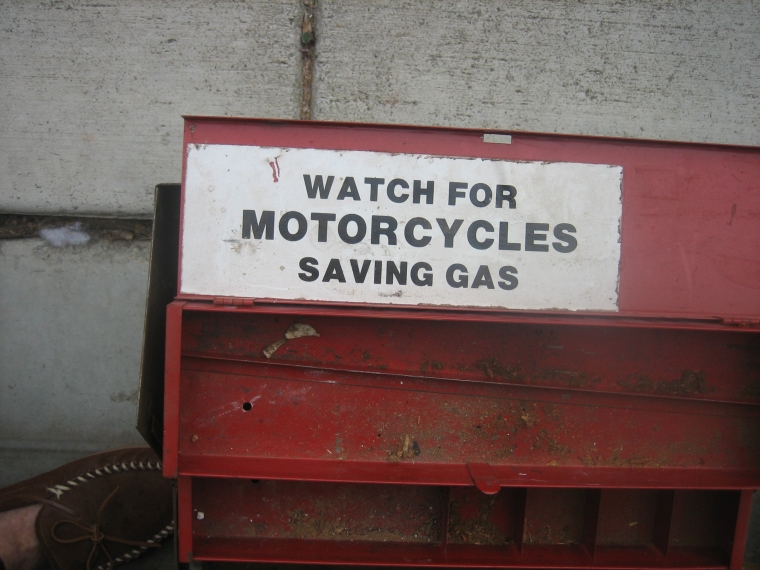 WATCH FOR
MOTORCYCLES
SAVING GAS